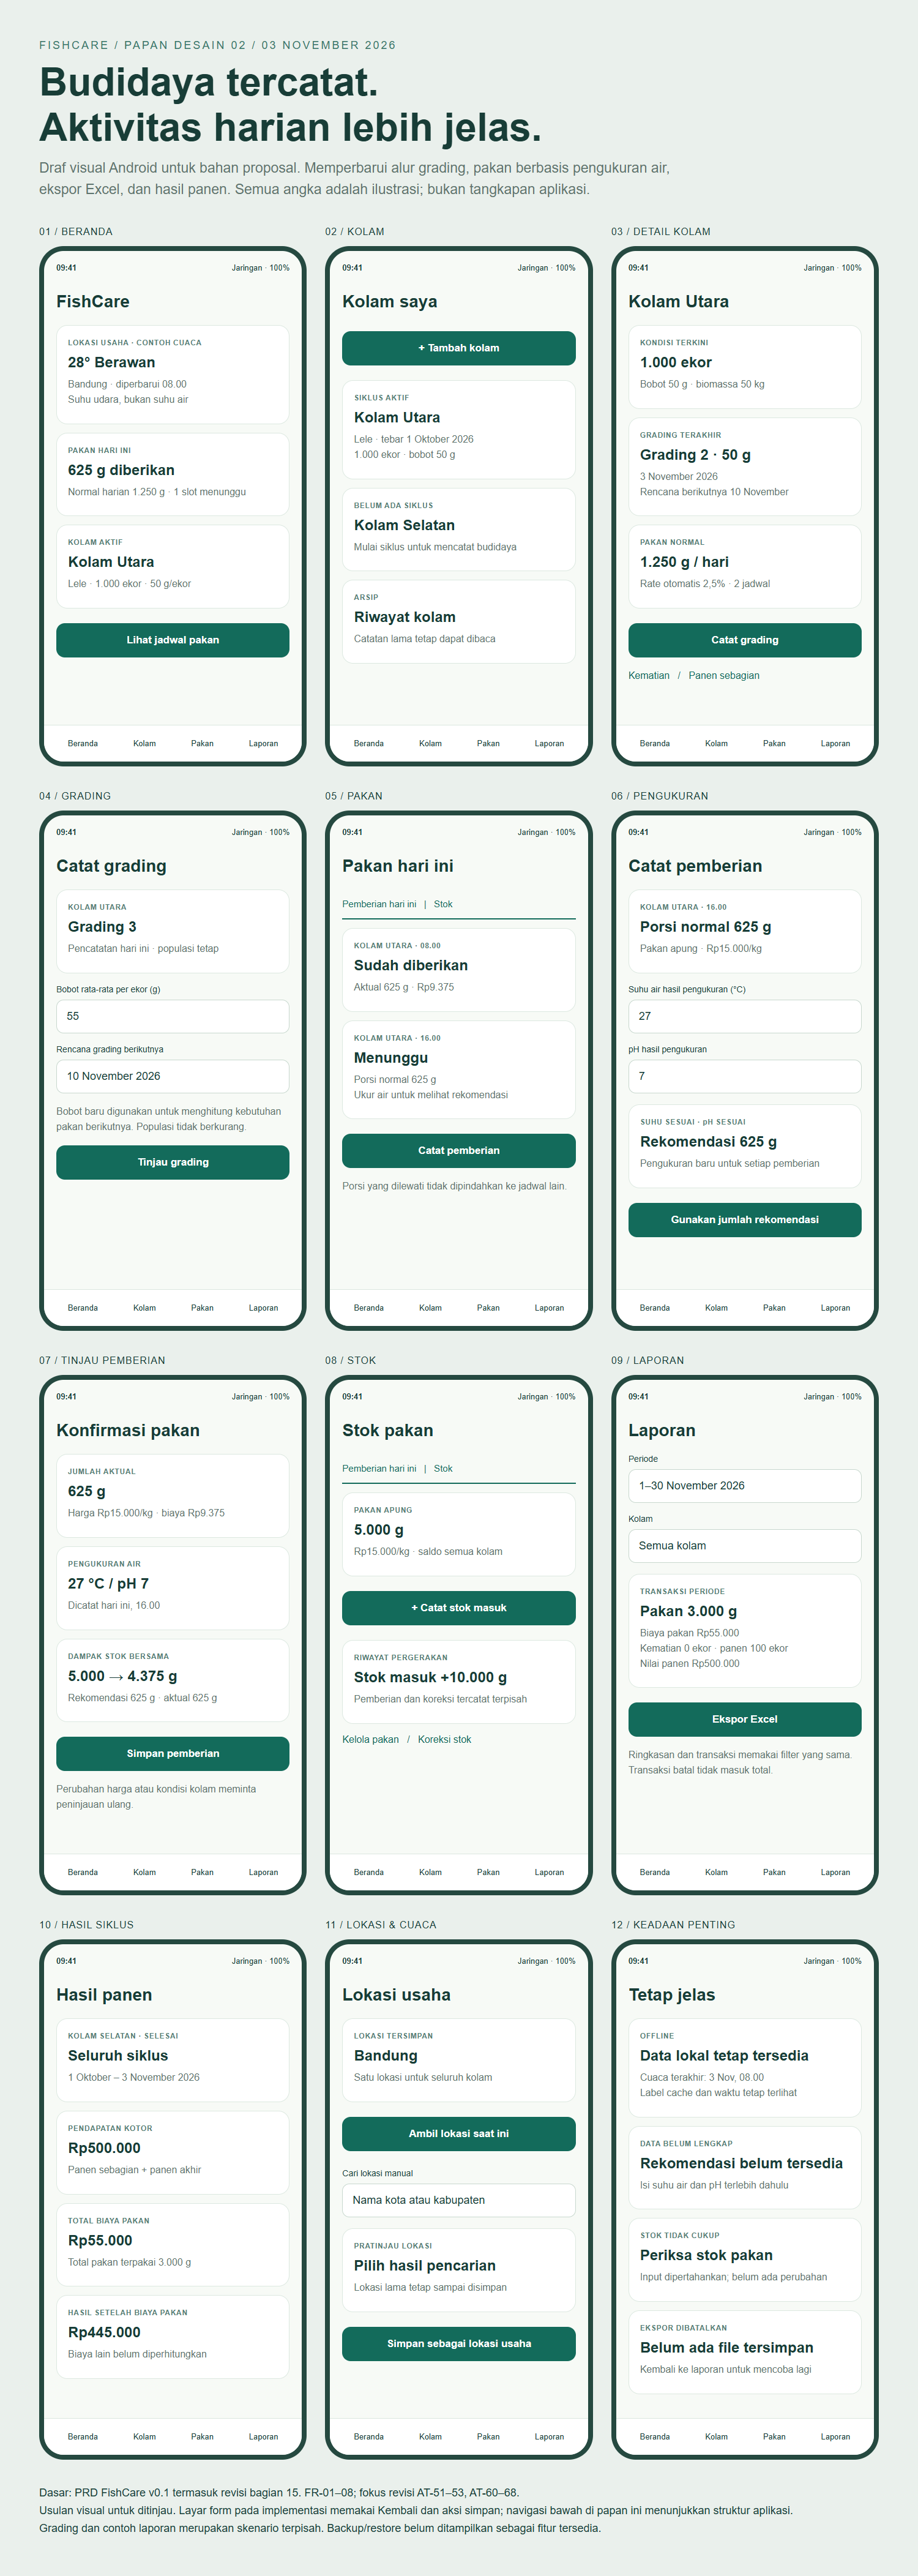 FISHCARE / PAPAN DESAIN 02 / 03 NOVEMBER 2026
Budidaya tercatat.
Aktivitas harian lebih jelas.
Draf visual Android untuk bahan proposal. Memperbarui alur grading, pakan berbasis pengukuran air,
ekspor Excel, dan hasil panen. Semua angka adalah ilustrasi; bukan tangkapan aplikasi.
01 / BERANDA
09:41
Jaringan · 100%
FishCare
LOKASI USAHA · CONTOH CUACA
28° Berawan
Bandung · diperbarui 08.00
Suhu udara, bukan suhu air
PAKAN HARI INI
625 g diberikan
Normal harian 1.250 g · 1 slot menunggu
KOLAM AKTIF
Kolam Utara
Lele · 1.000 ekor · 50 g/ekor
Lihat jadwal pakan
Beranda Kolam Pakan Laporan
02 / KOLAM
09:41
Jaringan · 100%
Kolam saya
+ Tambah kolam
SIKLUS AKTIF
Kolam Utara
Lele · tebar 1 Oktober 2026
1.000 ekor · bobot 50 g
BELUM ADA SIKLUS
Kolam Selatan
Mulai siklus untuk mencatat budidaya
ARSIP
Riwayat kolam
Catatan lama tetap dapat dibaca
Beranda Kolam Pakan Laporan
03 / DETAIL KOLAM
09:41
Jaringan · 100%
Kolam Utara
KONDISI TERKINI
1.000 ekor
Bobot 50 g · biomassa 50 kg
GRADING TERAKHIR
Grading 2 · 50 g
3 November 2026
Rencana berikutnya 10 November
PAKAN NORMAL
1.250 g / hari
Rate otomatis 2,5% · 2 jadwal
Catat grading
Kematian / Panen sebagian
Beranda Kolam Pakan Laporan
04 / GRADING
09:41
Jaringan · 100%
Catat grading
KOLAM UTARA
Grading 3
Pencatatan hari ini · populasi tetap
Bobot rata-rata per ekor (g)
55
Rencana grading berikutnya
10 November 2026
Bobot baru digunakan untuk menghitung kebutuhan
pakan berikutnya. Populasi tidak berkurang.
Tinjau grading
Beranda Kolam Pakan Laporan
05 / PAKAN
09:41
Jaringan · 100%
Pakan hari ini
Pemberian hari ini | Stok
KOLAM UTARA · 08.00
Sudah diberikan
Aktual 625 g · Rp9.375
KOLAM UTARA · 16.00
Menunggu
Porsi normal 625 g
Ukur air untuk melihat rekomendasi
Catat pemberian
Porsi yang dilewati tidak dipindahkan ke jadwal lain.
Beranda Kolam Pakan Laporan
06 / PENGUKURAN
09:41
Jaringan · 100%
Catat pemberian
KOLAM UTARA · 16.00
Porsi normal 625 g
Pakan apung · Rp15.000/kg
Suhu air hasil pengukuran (°C)
27
pH hasil pengukuran
7
SUHU SESUAI · pH SESUAI
Rekomendasi 625 g
Pengukuran baru untuk setiap pemberian
Gunakan jumlah rekomendasi
Beranda Kolam Pakan Laporan
07 / TINJAU PEMBERIAN
09:41
Jaringan · 100%
Konfirmasi pakan
JUMLAH AKTUAL
625 g
Harga Rp15.000/kg · biaya Rp9.375
PENGUKURAN AIR
27 °C / pH 7
Dicatat hari ini, 16.00
DAMPAK STOK BERSAMA
5.000 → 4.375 g
Rekomendasi 625 g · aktual 625 g
Simpan pemberian
Perubahan harga atau kondisi kolam meminta
peninjauan ulang.
Beranda Kolam Pakan Laporan
08 / STOK
09:41
Jaringan · 100%
Stok pakan
Pemberian hari ini | Stok
PAKAN APUNG
5.000 g
Rp15.000/kg · saldo semua kolam
+ Catat stok masuk
RIWAYAT PERGERAKAN
Stok masuk +10.000 g
Pemberian dan koreksi tercatat terpisah
Kelola pakan / Koreksi stok
Beranda Kolam Pakan Laporan
09 / LAPORAN
09:41
Jaringan · 100%
Laporan
Periode
1–30 November 2026
Kolam
Semua kolam
TRANSAKSI PERIODE
Pakan 3.000 g
Biaya pakan Rp55.000
Kematian 0 ekor · panen 100 ekor
Nilai panen Rp500.000
Ekspor Excel
Ringkasan dan transaksi memakai filter yang sama.
Transaksi batal tidak masuk total.
Beranda Kolam Pakan Laporan
10 / HASIL SIKLUS
09:41
Jaringan · 100%
Hasil panen
KOLAM SELATAN · SELESAI
Seluruh siklus
1 Oktober – 3 November 2026
PENDAPATAN KOTOR
Rp500.000
Panen sebagian + panen akhir
TOTAL BIAYA PAKAN
Rp55.000
Total pakan terpakai 3.000 g
HASIL SETELAH BIAYA PAKAN
Rp445.000
Biaya lain belum diperhitungkan
Beranda Kolam Pakan Laporan
11 / LOKASI & CUACA
09:41
Jaringan · 100%
Lokasi usaha
LOKASI TERSIMPAN
Bandung
Satu lokasi untuk seluruh kolam
Ambil lokasi saat ini
Cari lokasi manual
Nama kota atau kabupaten
PRATINJAU LOKASI
Pilih hasil pencarian
Lokasi lama tetap sampai disimpan
Simpan sebagai lokasi usaha
Beranda Kolam Pakan Laporan
12 / KEADAAN PENTING
09:41
Jaringan · 100%
Tetap jelas
OFFLINE
Data lokal tetap tersedia
Cuaca terakhir: 3 Nov, 08.00
Label cache dan waktu tetap terlihat
DATA BELUM LENGKAP
Rekomendasi belum tersedia
Isi suhu air dan pH terlebih dahulu
STOK TIDAK CUKUP
Periksa stok pakan
Input dipertahankan; belum ada perubahan
EKSPOR DIBATALKAN
Belum ada file tersimpan
Kembali ke laporan untuk mencoba lagi
Beranda Kolam Pakan Laporan
Dasar: PRD FishCare v0.1 termasuk revisi bagian 15. FR-01–08; fokus revisi AT-51–53, AT-60–68.
Usulan visual untuk ditinjau. Layar form pada implementasi memakai Kembali dan aksi simpan; navigasi bawah di papan ini menunjukkan struktur aplikasi.
Grading dan contoh laporan merupakan skenario terpisah. Backup/restore belum ditampilkan sebagai fitur tersedia.